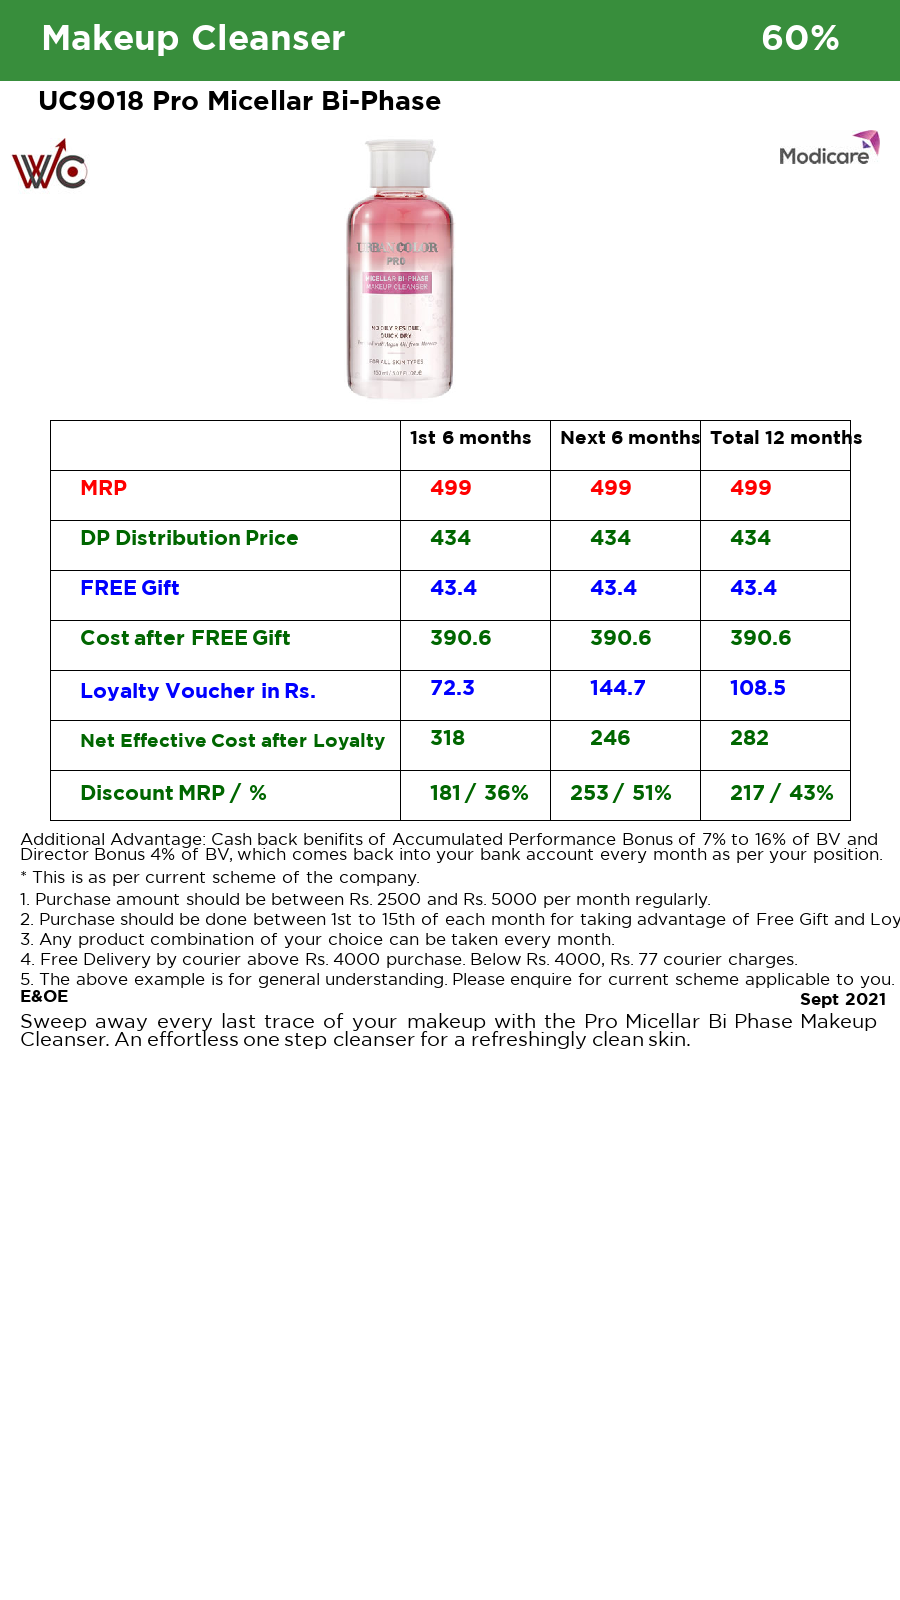 Makeup Cleanser 60%
UC9018 Pro Micellar Bi-Phase
WC
Modicare
URBAN COLOR
PRO
MICELLAR BI-PHASE
MAKEUP CLEANSER
NO OILY RESIDUE,
QUICK DRY
with Argan Oil from Morocco
FOR ALL SKIN TYPES
1st 6 months Next 6 months Total 12 months
MRP 499 499 499
DP Distribution Price 434 434 434
FREE Gift 43.4 43.4 43.4
Cost after FREE Gift 390.6 390.6 390.6
Loyalty Voucher in Rs. 72.3 144.7 108.5
Net Effective Cost after Loyalty 318 246 282
Discount MRP / % 181 / 36% 253 / 51% 217 / 43%
Additional Advantage: Cash back benifits of Accumulated Performance Bonus of 7% to 16% of BV and
Director Bonus 4% of BV, which comes back into your bank account every month as per your position.
* This is as per current scheme of the company.
1. Purchase amount should be between Rs. 2500 and Rs. 5000 per month regularly.
2. Purchase should be done between 1st to 15th of each month for taking advantage of Free Gift and Loy
3. Any product combination of your choice can be taken every month.
4. Free Delivery by courier above Rs. 4000 purchase. Below Rs. 4000, Rs. 77 courier charges.
5. The above example is for general understanding. Please enquire for current scheme applicable to you.
E&OE
Sept 2021
Sweep away every last trace of your makeup with the Pro Micellar Bi Phase Makeup
Cleanser. An effortless one step cleanser for a refreshingly clean skin.